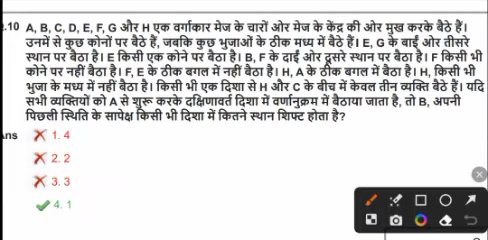 2.10 A, B, C, D, E, F, G और H एक वर्गाकार मेज के चारों ओर मेज के केंद्र की ओर मुख करके बैठे हैं।
उनमें से कुछ कोनों पर बैठे हैं, जबकि कुछ भुजाओं के ठीक मध्य में बैठे हैं। E, G के बाईं ओर तीसरे
स्थान पर बैठा है। E किसी एक कोने पर बैठा है। B, F के दाईं ओर दूसरे स्थान पर बैठा है। F किसी भी
कोने पर नहीं बैठा है। F, E के ठीक बगल में नहीं बैठा है। H, A के ठीक बगल में बैठा है। H, किसी भी
भुजा के मध्य में नहीं बैठा है। किसी भी एक दिशा से H और C के बीच में केवल तीन व्यक्ति बैठे हैं। यदि
सभी व्यक्तियों को A से शुरू करके दक्षिणावर्त दिशा में वर्णानुक्रम में बैठाया जाता है, तो B, अपनी
पिछली स्थिति के सापेक्ष किसी भी दिशा में कितने स्थान शिफ्ट होता है?
Ans 1. 4
2. 2
3. 3
4. 1